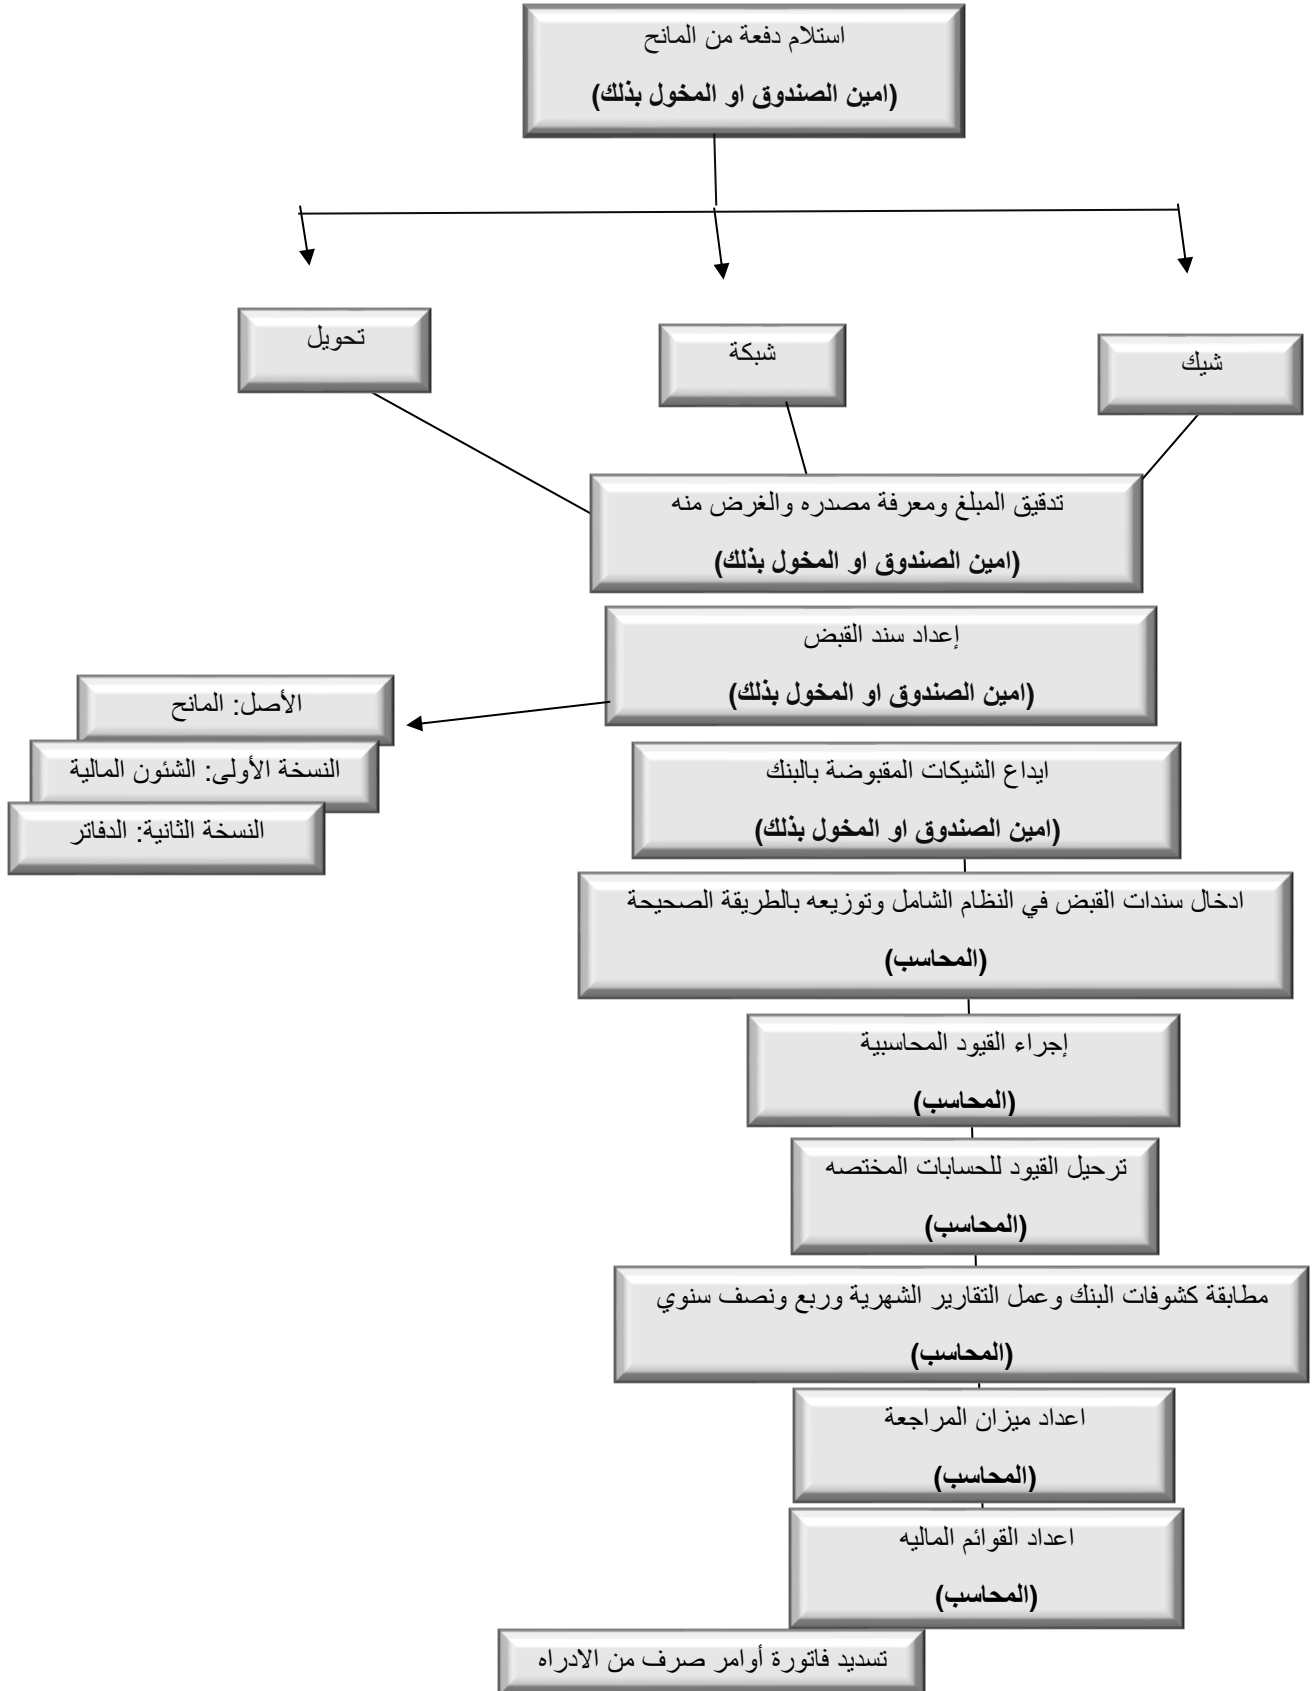 استلام دفعة من المانح
(امين الصندوق او المخول بذلك)
شيك
شبكة
تحويل
تدقيق المبلغ ومعرفة مصدره والغرض منه
(امين الصندوق او المخول بذلك)
إعداد سند القبض
(امين الصندوق او المخول بذلك)
الأصل: المانح
النسخة الأولى: الشئون المالية
النسخة الثانية: الدفاتر
ايداع الشيكات المقبوضة بالبنك
(امين الصندوق او المخول بذلك)
ادخال سندات القبض في النظام الشامل وتوزيعه بالطريقة الصحيحة
(المحاسب)
إجراء القيود المحاسبية
(المحاسب)
ترحيل القيود للحسابات المختصه
(المحاسب)
مطابقة كشوفات البنك وعمل التقارير الشهرية وربع ونصف سنوي
(المحاسب)
اعداد ميزان المراجعة
(المحاسب)
اعداد القوائم الماليه
(المحاسب)
تسديد فاتورة أوامر صرف من الادراه